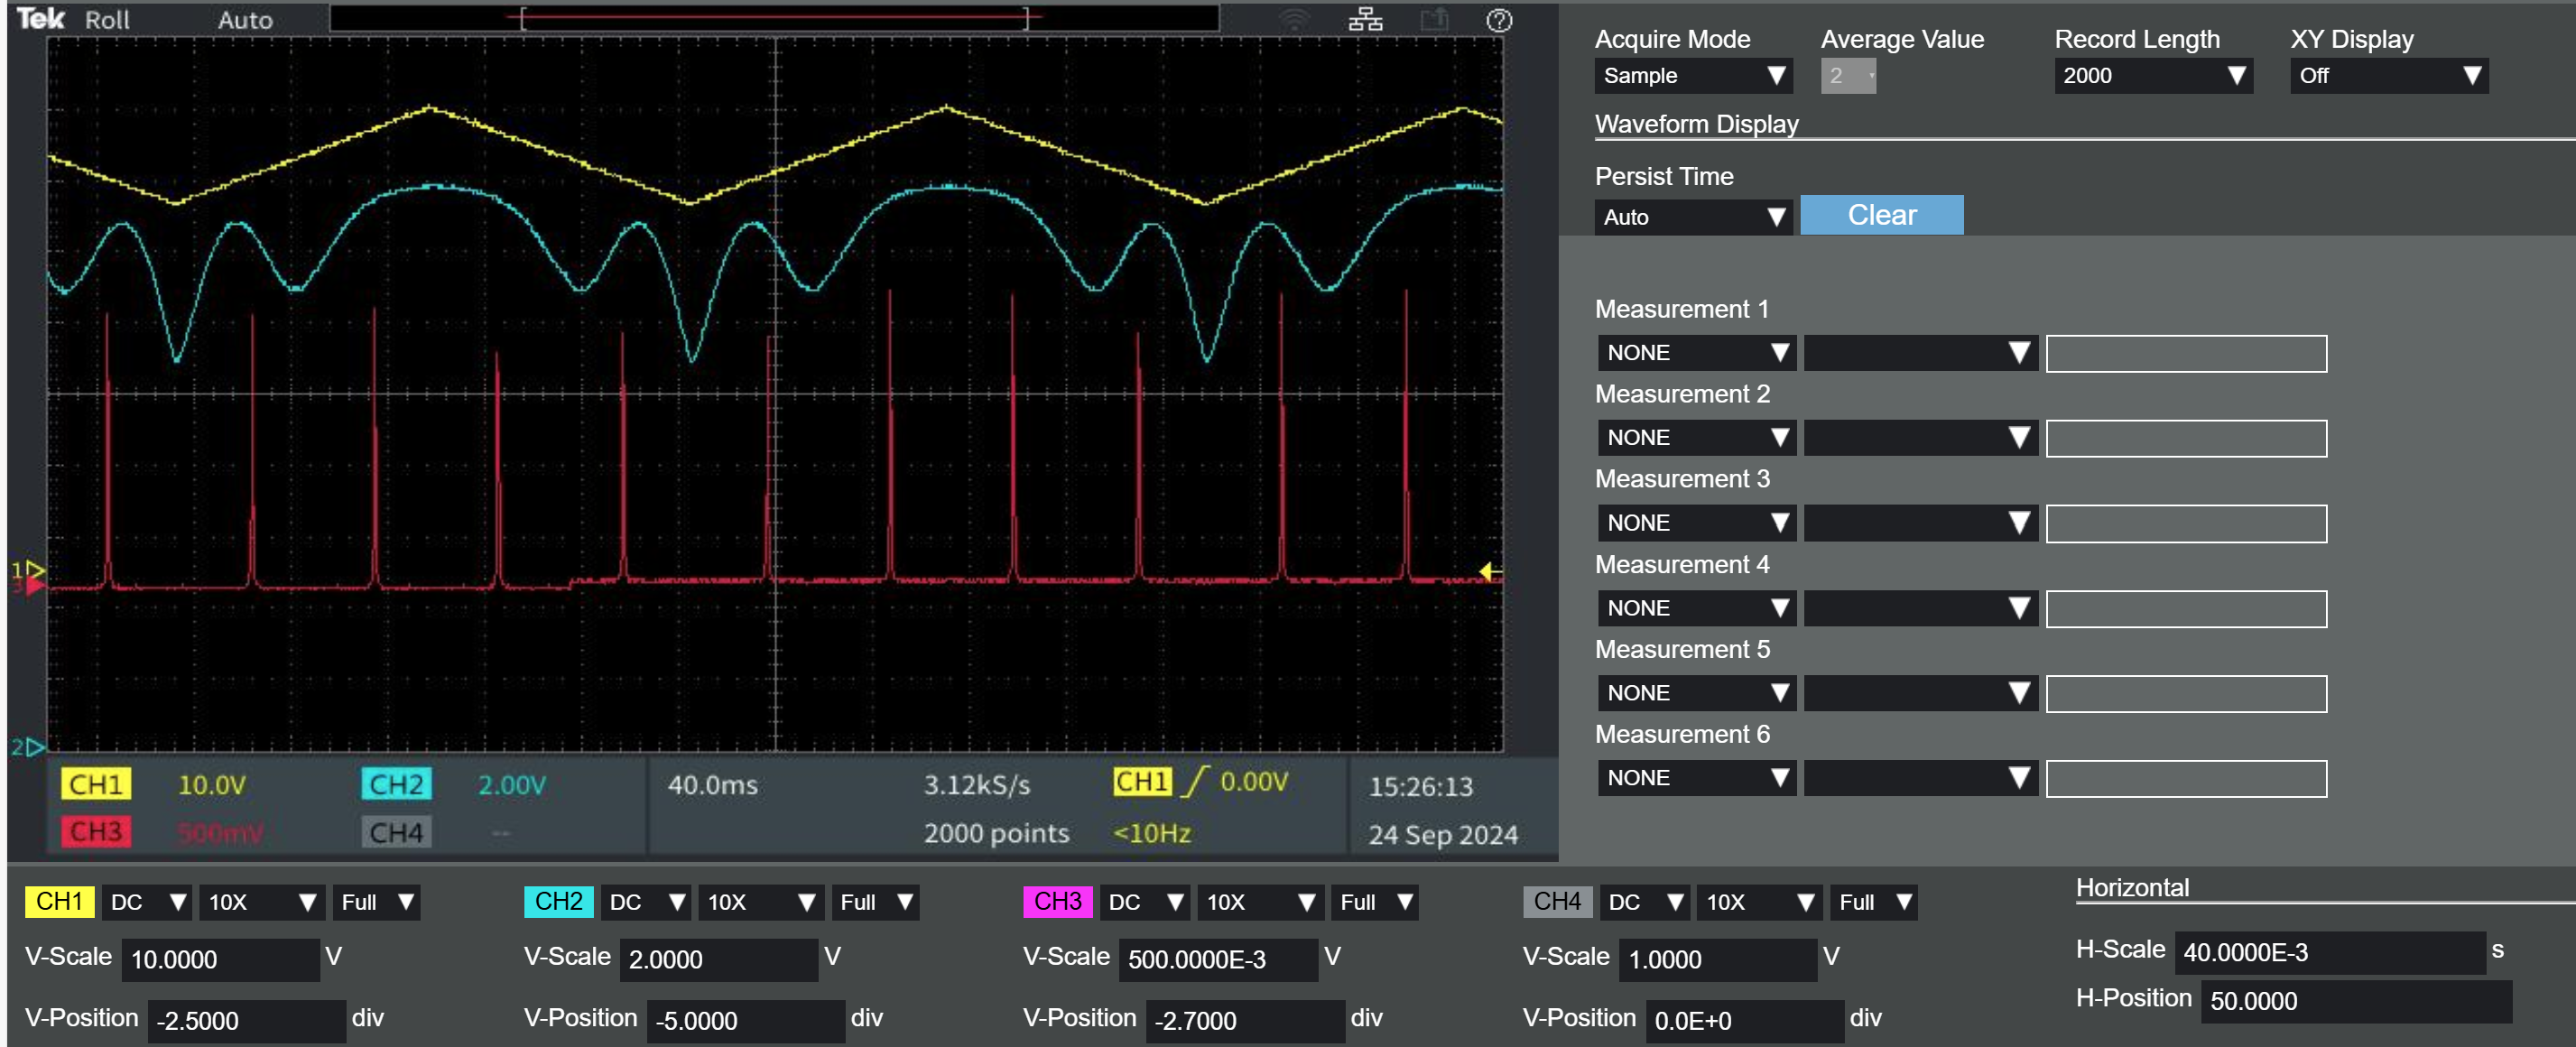 Tek Roll Auto
Acquire Mode Average Value Record Length XY Display
Sample 2 2000 Off
Waveform Display
Persist Time
Auto Clear
Measurement 1
NONE
Measurement 2
NONE
Measurement 3
NONE
Measurement 4
NONE
Measurement 5
NONE
Measurement 6
NONE
1
3
2
CH1 10.0V CH2 2.00V 40.0ms 3.12kS/s CH1 0.00V 15:26:13
CH3 500mV CH4 -- 2000 points <10Hz 24 Sep 2024
CH1 DC 10X Full CH2 DC 10X Full CH3 DC 10X Full CH4 DC 10X Full Horizontal
V-Scale 10.0000 V V-Scale 2.0000 V V-Scale 500.0000E-3 V V-Scale 1.0000 V H-Scale 40.0000E-3 s
V-Position -2.5000 div V-Position -5.0000 div V-Position -2.7000 div V-Position 0.0E+0 div H-Position 50.0000